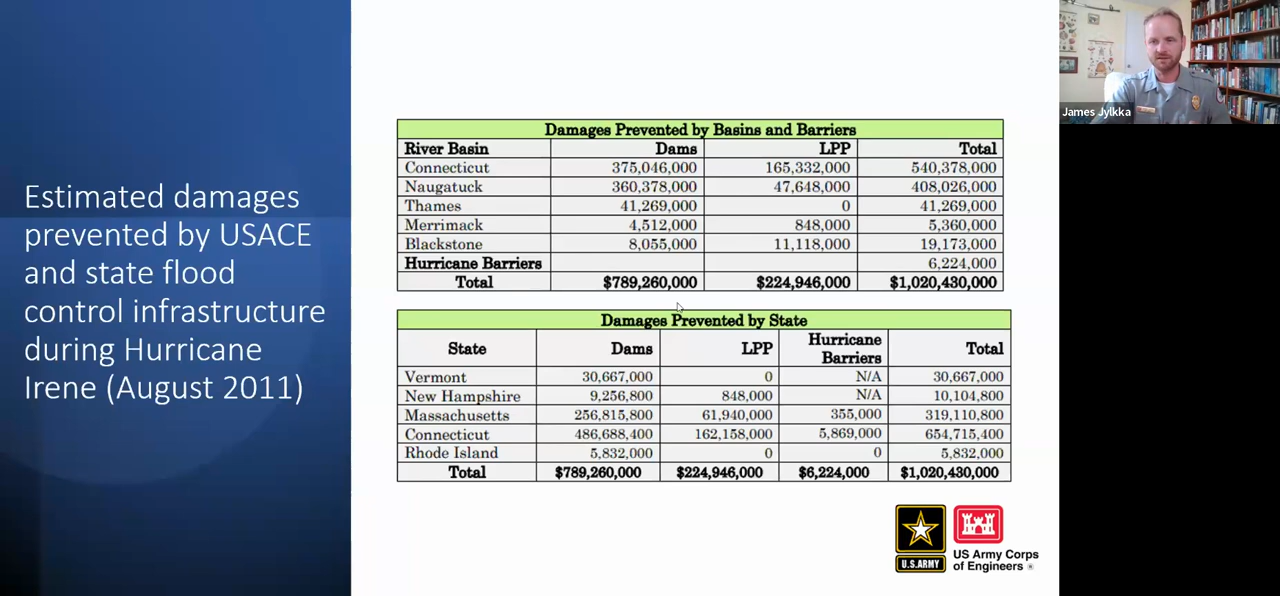 Estimated damages
prevented by USACE
and state flood
control infrastructure
during Hurricane
Irene (August 2011)
Damages Prevented by Basins and Barriers
River Basin Dams LPP Total
Connecticut 375,046,000 165,332,000 540,378,000
Naugatuck 360,378,000 47,648,000 408,026,000
Thames 41,269,000 0 41,269,000
Merrimack 4,512,000 848,000 5,360,000
Blackstone 8,055,000 11,118,000 19,173,000
Hurricane Barriers 6,224,000
Total $789,260,000 $224,946,000 $1,020,430,000
Damages Prevented by State
State Dams LPP Hurricane Barriers Total
Vermont 30,667,000 0 N/A 30,667,000
New Hampshire 9,256,800 848,000 N/A 10,104,800
Massachusetts 256,815,800 61,940,000 355,000 319,110,800
Connecticut 486,688,400 162,158,000 5,869,000 654,715,400
Rhode Island 5,832,000 0 0 5,832,000
Total $789,260,000 $224,946,000 $6,224,000 $1,020,430,000
U.S.ARMY
US Army Corps
of Engineers ®
James Jylkka